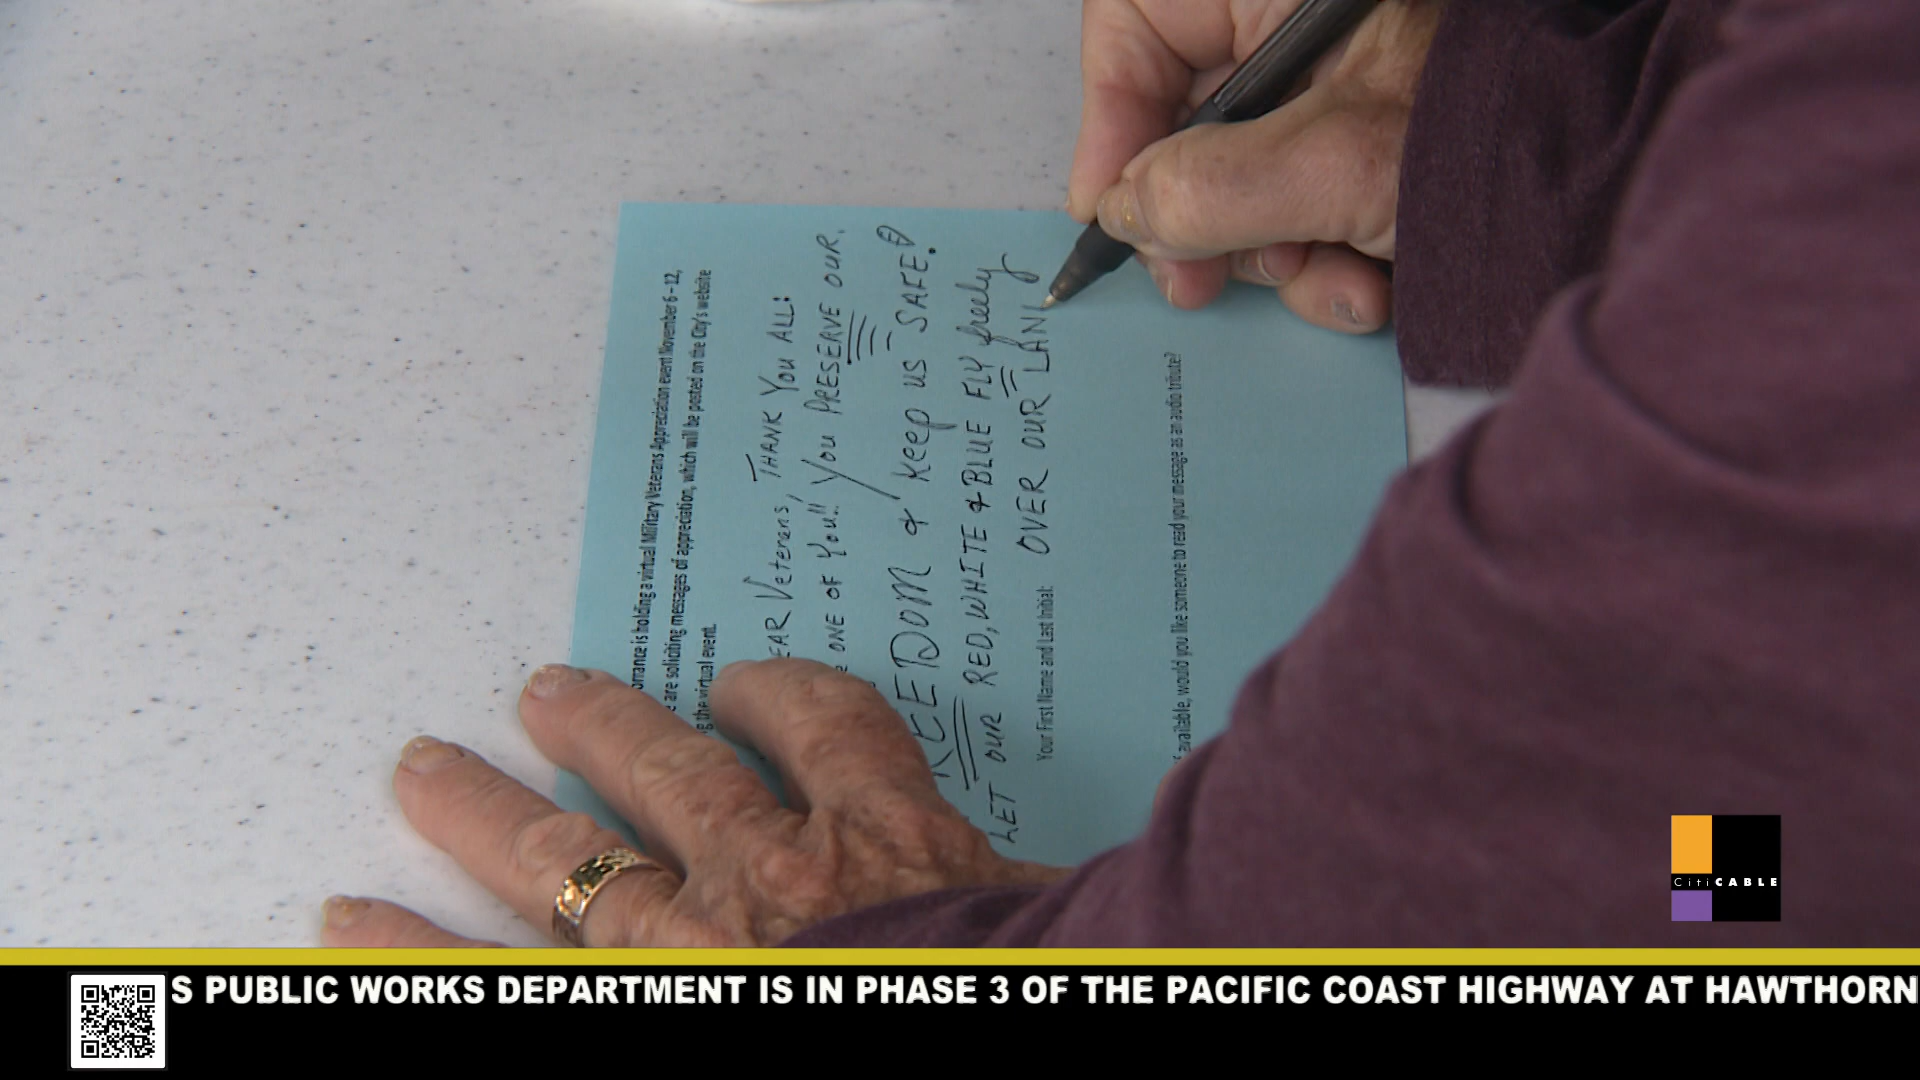 orrance is holding a virtual Military Veterans Appreciation event November 6 – 12,
e are soliciting messages of appreciation, which will be posted on the City's website
g the virtual event.
EAR Veterans, THANK You ALL!
e ONE OF You!! You PRESERVE OUR
REEDom & Keep us SAFE!
LET OUR RED, WHITE & BLUE FLY freely
OVER OUR LAN
Your First Name and Last Initial:
available, would you like someone to read your message as an audio tribute?
CitiCABLE
S PUBLIC WORKS DEPARTMENT IS IN PHASE 3 OF THE PACIFIC COAST HIGHWAY AT HAWTHORN